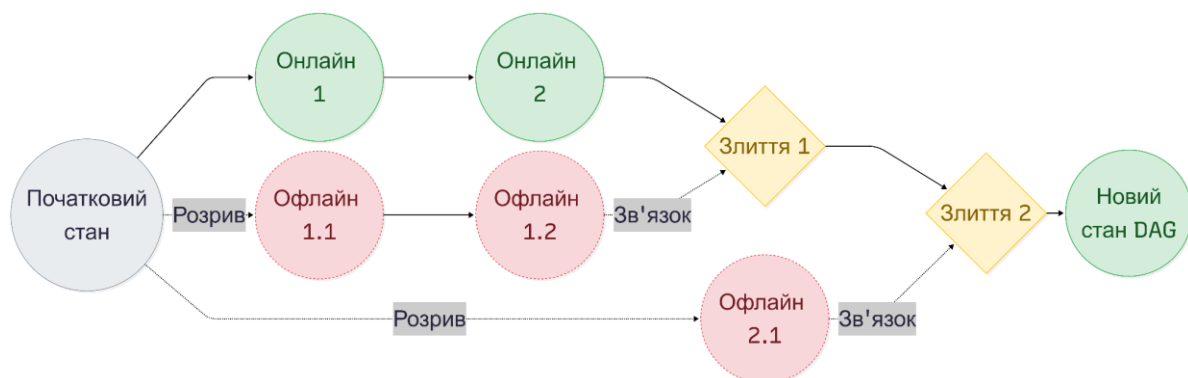 Онлайн
1
Онлайн
2
Злиття 1
Початковий
стан
Розрив
Офлайн
1.1
Офлайн
1.2
Зв'язок
Злиття 2
Новий
стан DAG
Розрив
Офлайн
2.1
Зв'язок